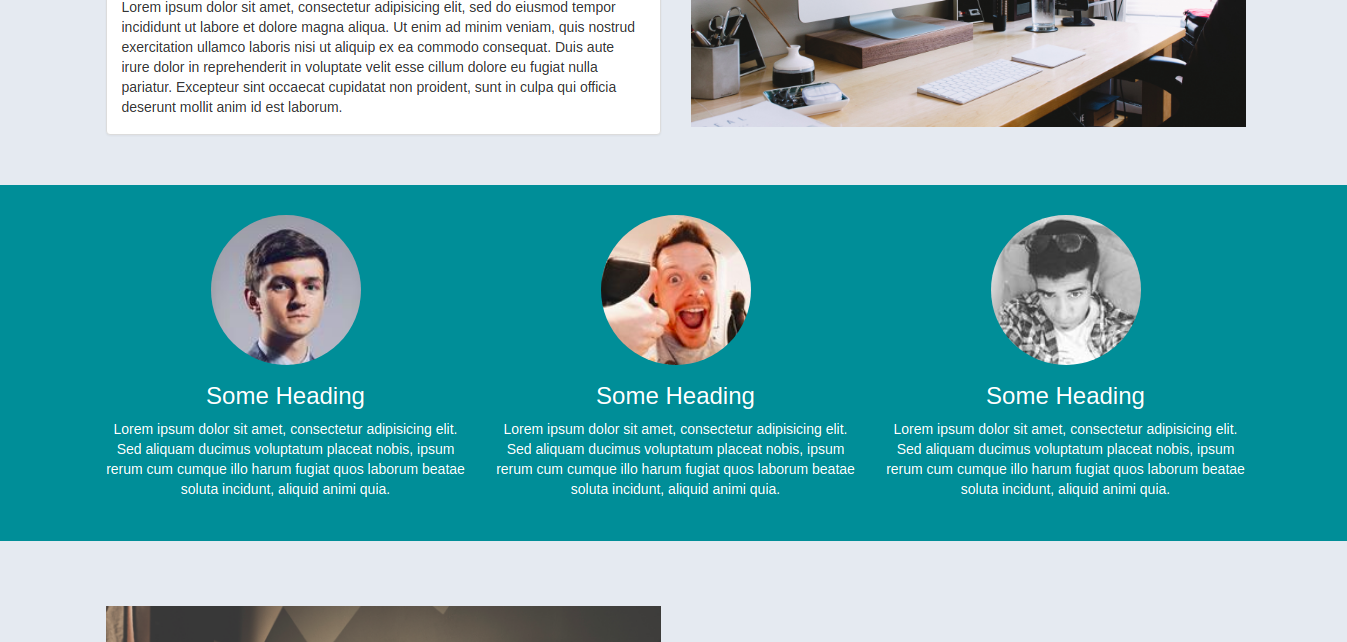 Lorem ipsum dolor sit amet, consectetur adipisicing elit, sed do eiusmod tempor
incididunt ut labore et dolore magna aliqua. Ut enim ad minim veniam, quis nostrud
exercitation ullamco laboris nisi ut aliquip ex ea commodo consequat. Duis aute
irure dolor in reprehenderit in voluptate velit esse cillum dolore eu fugiat nulla
pariatur. Excepteur sint occaecat cupidatat non proident, sunt in culpa qui officia
deserunt mollit anim id est laborum.
Some Heading
Lorem ipsum dolor sit amet, consectetur adipisicing elit.
Sed aliquam ducimus voluptatum placeat nobis, ipsum
rerum cum cumque illo harum fugiat quos laborum beatae
soluta incidunt, aliquid animi quia.
Some Heading
Lorem ipsum dolor sit amet, consectetur adipisicing elit.
Sed aliquam ducimus voluptatum placeat nobis, ipsum
rerum cum cumque illo harum fugiat quos laborum beatae
soluta incidunt, aliquid animi quia.
Some Heading
Lorem ipsum dolor sit amet, consectetur adipisicing elit.
Sed aliquam ducimus voluptatum placeat nobis, ipsum
rerum cum cumque illo harum fugiat quos laborum beatae
soluta incidunt, aliquid animi quia.